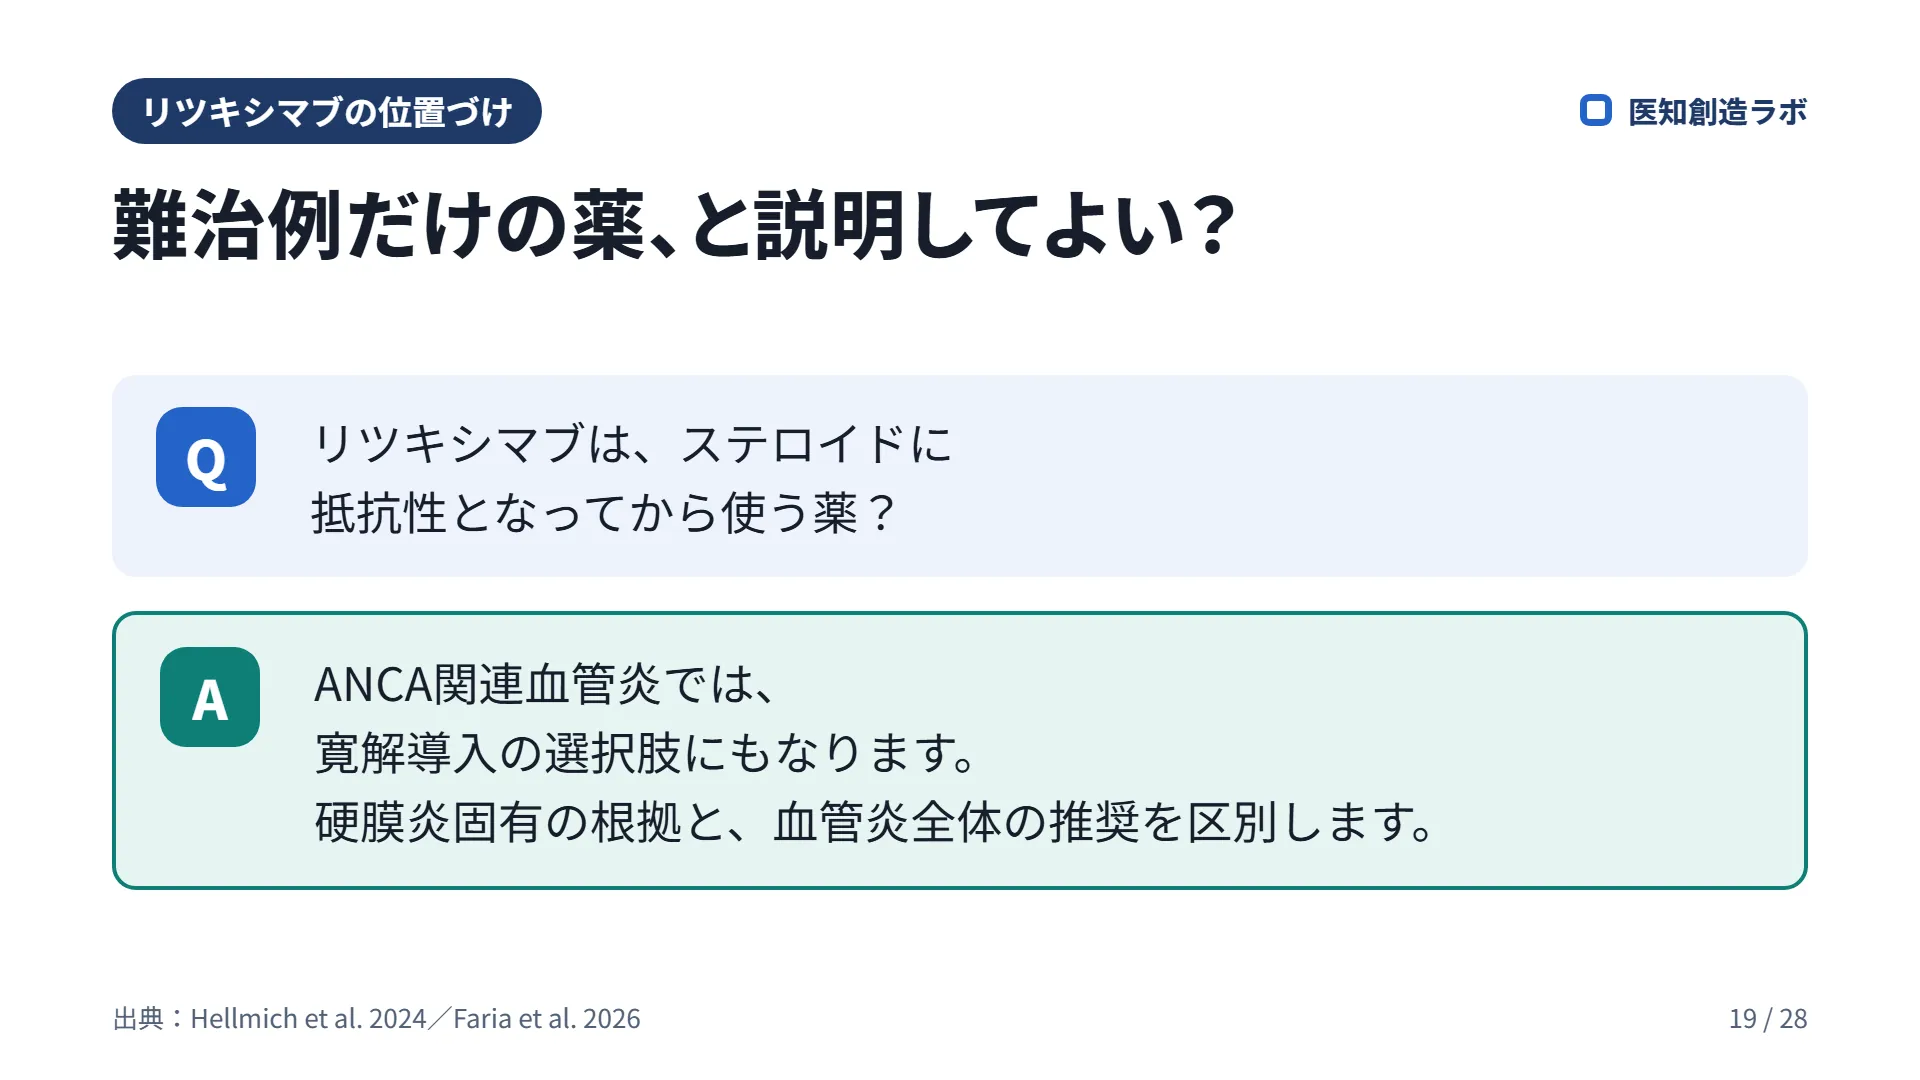 リツキシマブの位置づけ
医知創造ラボ
難治例だけの薬、と説明してよい？
Q
リツキシマブは、ステロイドに
抵抗性となってから使う薬？
A
ANCA関連血管炎では、
寛解導入の選択肢にもなります。
硬膜炎固有の根拠と、血管炎全体の推奨を区別します。
出典：Hellmich et al. 2024／Faria et al. 2026
19 / 28